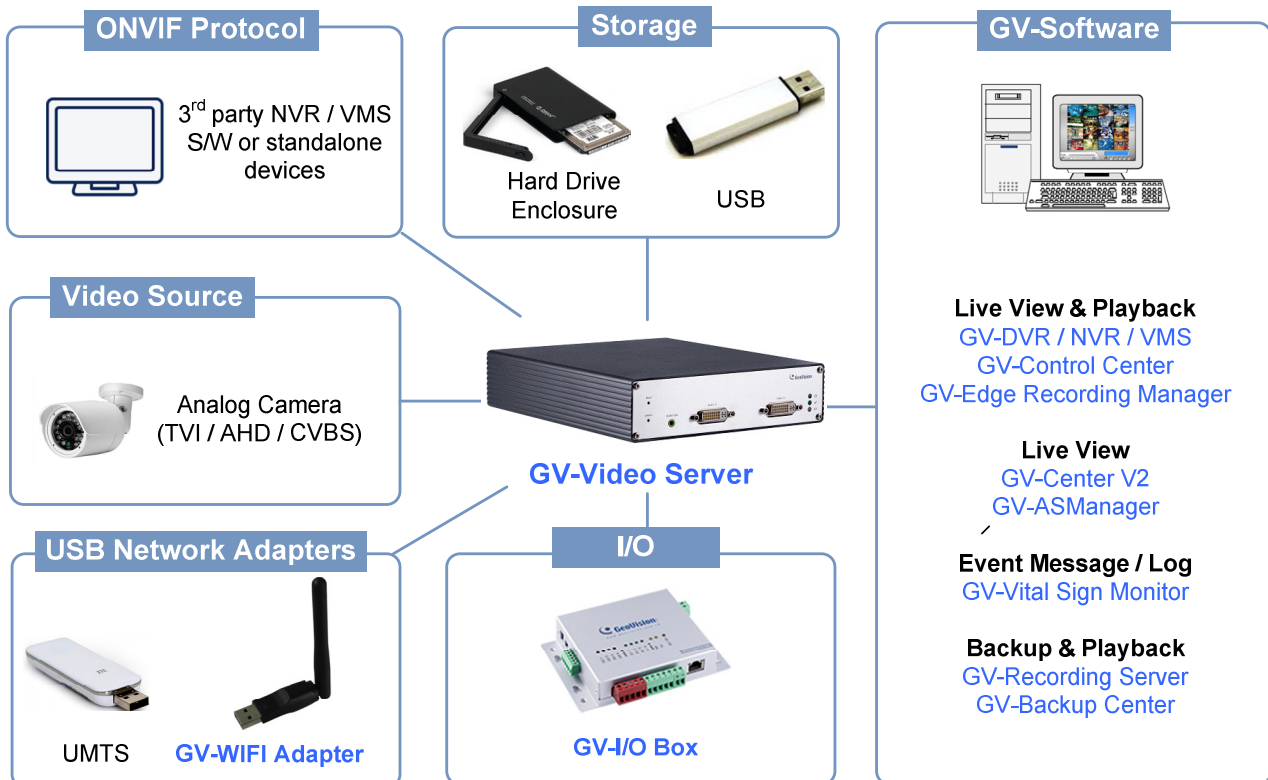 ONVIF Protocol
3rd party NVR / VMS
S/W or standalone
devices
Storage
Hard Drive
Enclosure
USB
GV-Software
Live View & Playback
GV-DVR / NVR / VMS
GV-Control Center
GV-Edge Recording Manager
Live View
GV-Center V2
GV-ASManager
Event Message / Log
GV-Vital Sign Monitor
Backup & Playback
GV-Recording Server
GV-Backup Center
Video Source
Analog Camera
(TVI / AHD / CVBS)
GeoVision
GV-Video Server
USB Network Adapters
UMTS
GV-WIFI Adapter
I/O
GeoVision
GV-I/O Box